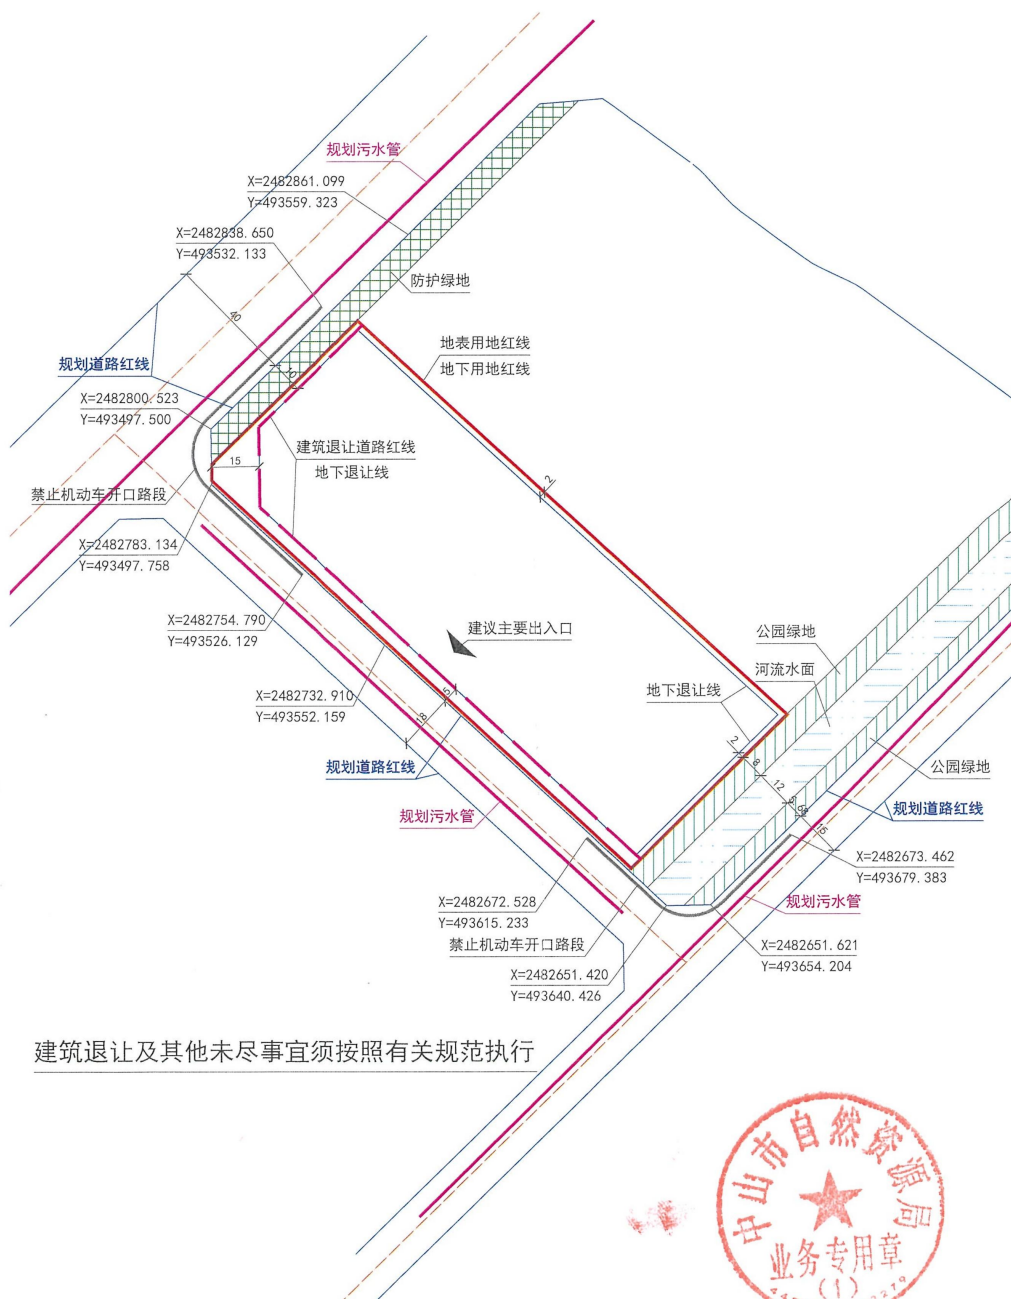 规划污水管
X=2482861.099
Y=493559.323
X=2482838.650
Y=493532.133
防护绿地
40
地表用地红线
地下用地红线
规划道路红线
10
X=2482800.523
Y=493497.500
建筑退让道路红线
地下退让线
15
2
禁止机动车开口路段
X=2482783.134
Y=493497.758
X=2482754.790
Y=493526.129
建议主要出入口
公园绿地
河流水面
地下退让线
X=2482732.910
Y=493552.159
5
18
2
8
12
规划道路红线
公园绿地
规划污水管
规划道路红线
15
X=2482673.462
Y=493679.383
X=2482672.528
Y=493615.233
规划污水管
禁止机动车开口路段
X=2482651.621
Y=493654.204
X=2482651.420
Y=493640.426
建筑退让及其他未尽事宜须按照有关规范执行
中山市自然资源局
业务专用章
(1)